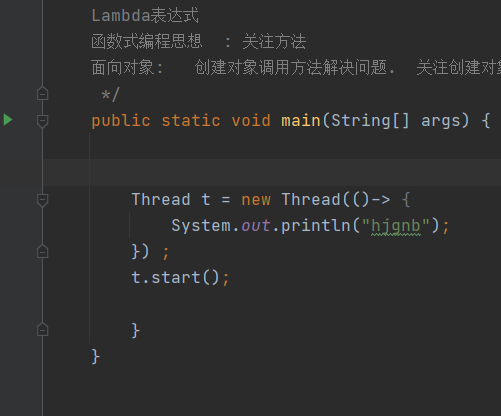 Lambda表达式
函数式编程思想  : 关注方法
面向对象:   创建对象调用方法解决问题.  关注创建对
*/
public static void main(String[] args) {
Thread t = new Thread(()-> {
System.out.println("hjgnb");
}) ;
t.start();
}
}